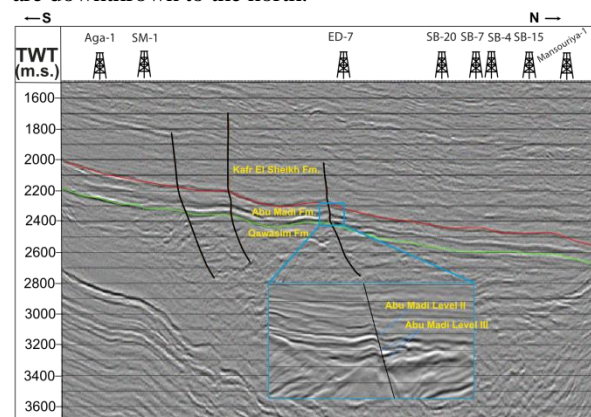 are downthrown to the north.
← S N →
Aga-1 SM-1 ED-7 SB-20 SB-7 SB-4 SB-15 Mansouriya-1
TWT
(m.s.)
1600
1800
2000
Kafr El Sheikh Fm.
2200
Abu Madi Fm.
2400
Qawasim Fm.
2600
2800
Abu Madi Level II
3000
Abu Madi Level III
3200
3400
3600